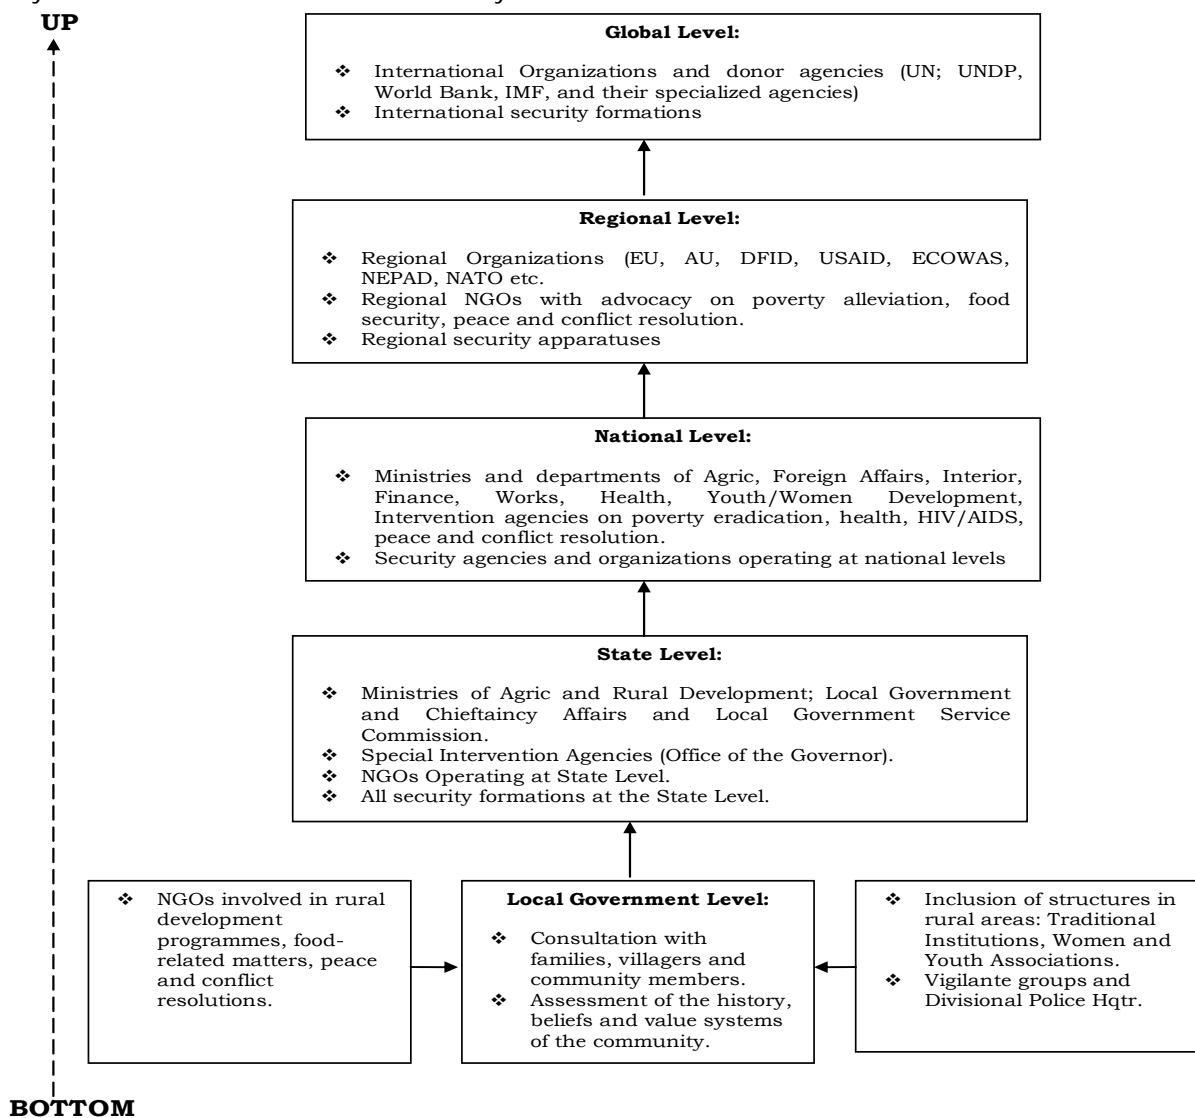 UP
Global Level:
❖ International Organizations and donor agencies (UN; UNDP,
World Bank, IMF, and their specialized agencies)
❖ International security formations
Regional Level:
❖ Regional Organizations (EU, AU, DFID, USAID, ECOWAS,
NEPAD, NATO etc.
❖ Regional NGOs with advocacy on poverty alleviation, food
security, peace and conflict resolution.
❖ Regional security apparatuses
National Level:
❖ Ministries and departments of Agric, Foreign Affairs, Interior,
Finance, Works, Health, Youth/Women Development,
Intervention agencies on poverty eradication, health, HIV/AIDS,
peace and conflict resolution.
❖ Security agencies and organizations operating at national levels
State Level:
❖ Ministries of Agric and Rural Development; Local Government
and Chieftaincy Affairs and Local Government Service
Commission.
❖ Special Intervention Agencies (Office of the Governor).
❖ NGOs Operating at State Level.
❖ All security formations at the State Level.
❖ NGOs involved in rural
development
programmes, food-
related matters, peace
and conflict
resolutions.
Local Government Level:
❖ Consultation with
families, villagers and
community members.
❖ Assessment of the history,
beliefs and value systems
of the community.
❖ Inclusion of structures in
rural areas: Traditional
Institutions, Women and
Youth Associations.
❖ Vigilante groups and
Divisional Police Hqtr.
BOTTOM